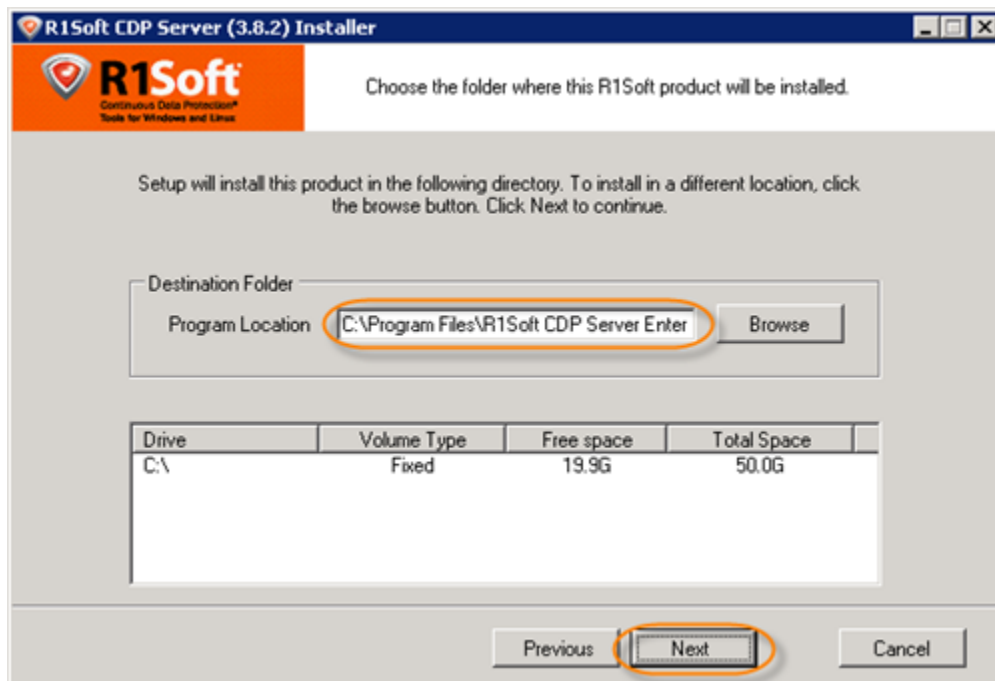 R1Soft CDP Server (3.8.2) Installer
R1Soft
Continuous Data Protection®
Tools for Windows and Linux
Choose the folder where this R1Soft product will be installed.
Setup will install this product in the following directory. To install in a different location, click
the browse button. Click Next to continue.
Destination Folder
Program Location C:\Program Files\R1Soft CDP Server Enter Browse
Drive Volume Type Free space Total Space
C:\ Fixed 19.9G 50.0G
Previous Next Cancel